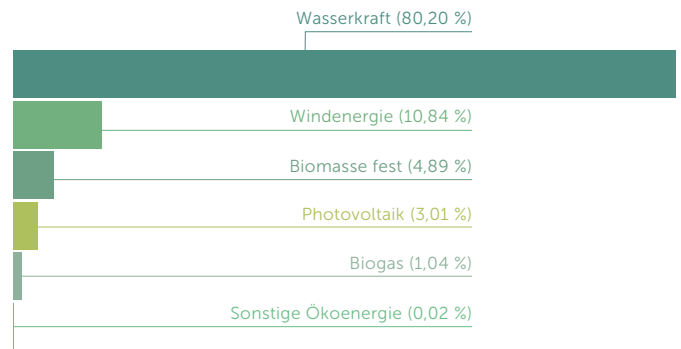 Wasserkraft (80,20 %)
Windenergie (10,84 %)
Biomasse fest (4,89 %)
Photovoltaik (3,01 %)
Biogas (1,04 %)
Sonstige Ökoenergie (0,02 %)